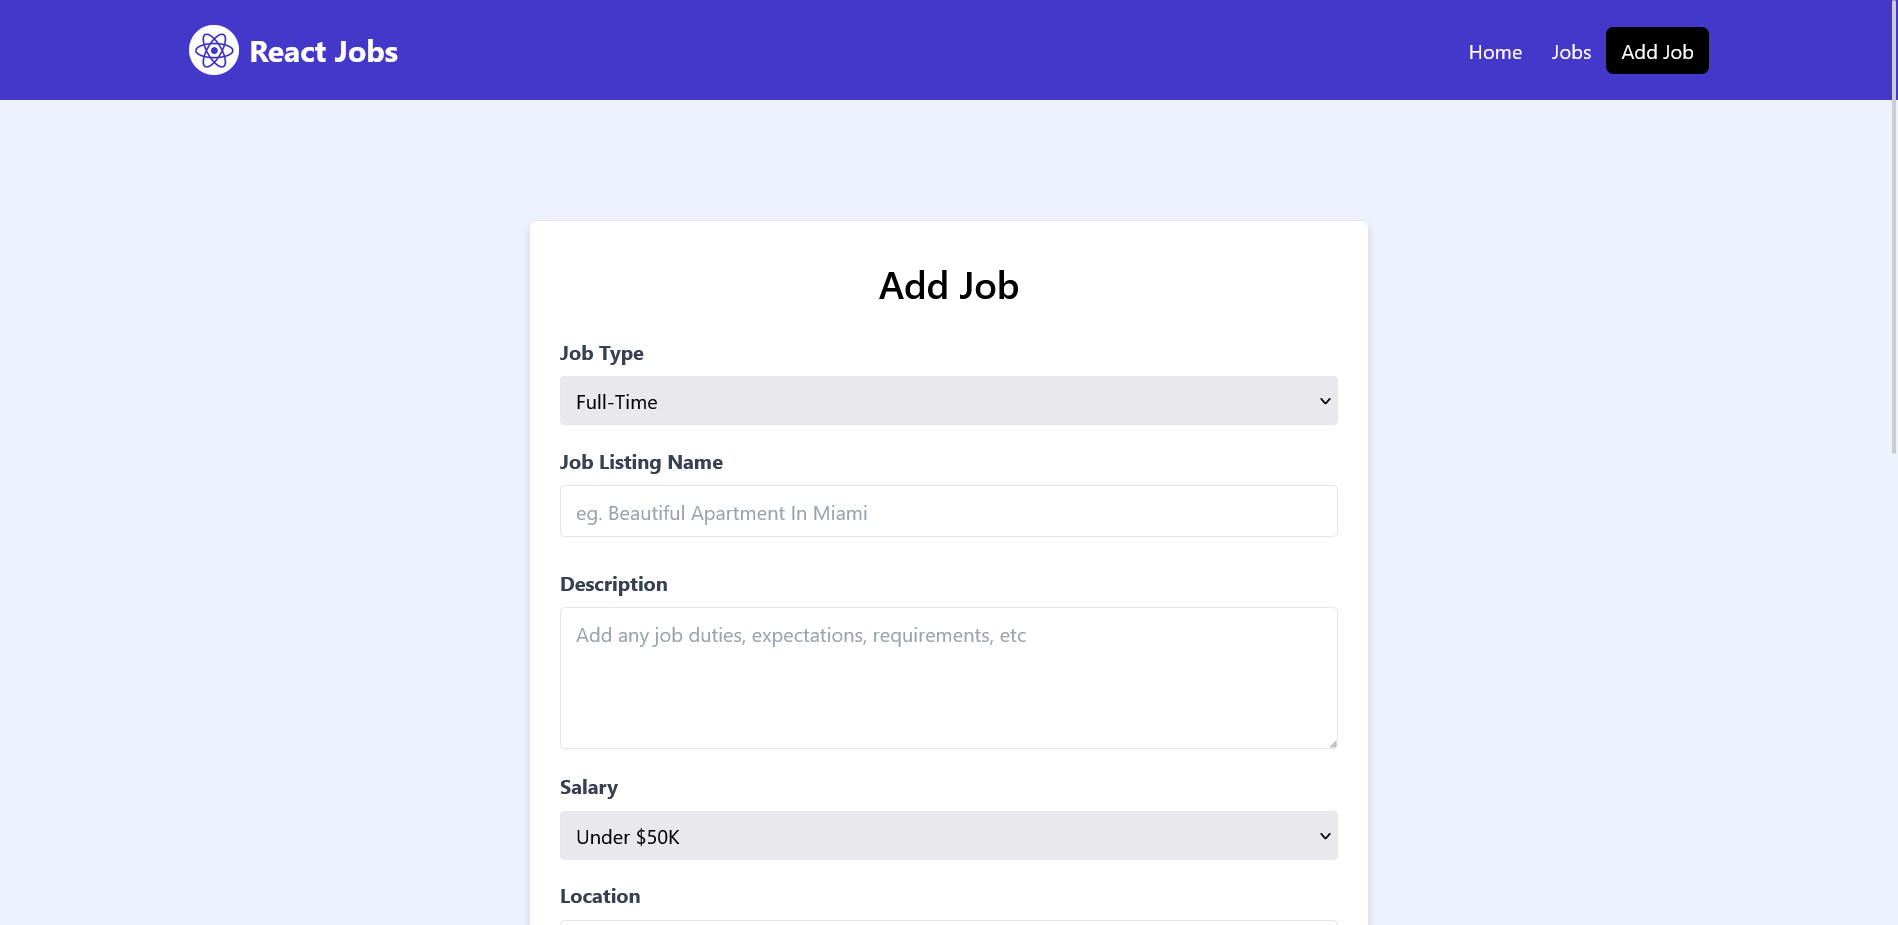 React Jobs
Home Jobs Add Job
Add Job
Job Type
Full-Time
Job Listing Name
eg. Beautiful Apartment In Miami
Description
Add any job duties, expectations, requirements, etc
Salary
Under $50K
Location